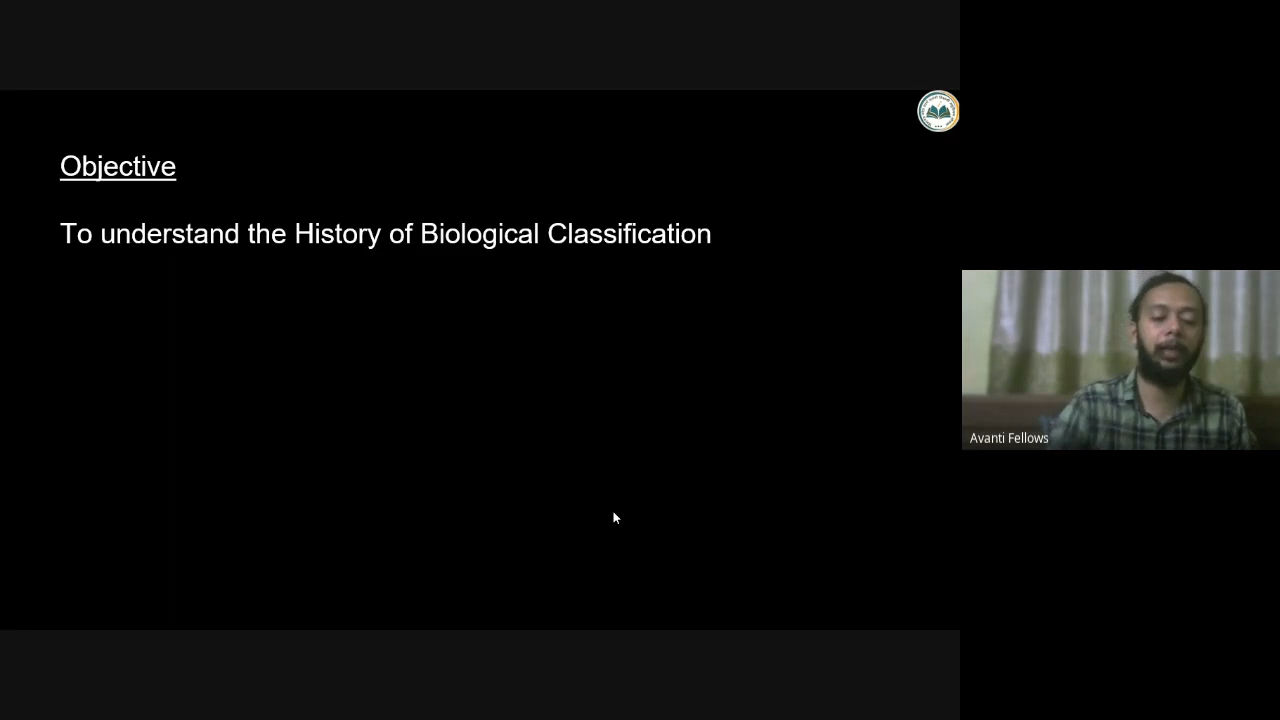 Objective
To understand the History of Biological Classification
Avanti Fellows